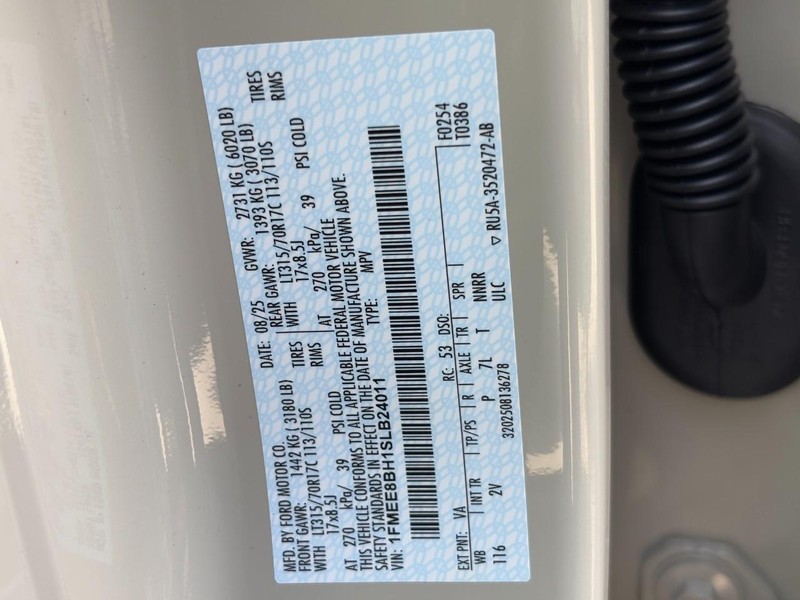 MFD. BY FORD MOTOR CO.
DATE: 08/25 GVWR: 2731 KG ( 6020 LB)
FRONT GAWR: 1442 KG ( 3180 LB) REAR GAWR: 1393 KG ( 3070 LB)
WITH LT315/70R17C 113/110S TIRES WITH LT315/70R17C 113/110S TIRES
17x8.5J RIMS 17x8.5J RIMS
AT 270 kPa/ 39 PSI COLD AT 270 kPa/ 39 PSI COLD
THIS VEHICLE CONFORMS TO ALL APPLICABLE FEDERAL MOTOR VEHICLE
SAFETY STANDARDS IN EFFECT ON THE DATE OF MANUFACTURE SHOWN ABOVE.
VIN: 1FMEE8BH1SLB24011 TYPE: MPV
F0254
T0386
EXT PNT: VA RC: 53 DSO:
WB INT TR TP/PS R AXLE TR SPR
116 2V P 7L T NNRR
ULC
3202508136278
▽ RU5A-3520472-AB